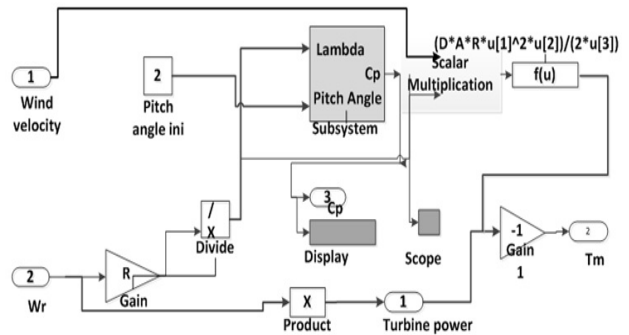 (D*A*R*u[1]^2*u[2])/(2*u[3])
Lambda
Scalar
Cp
f(u)
1
2
Multiplication
Wind
velocity
Pitch
angle ini
Pitch Angle
Subsystem
3
Cp
/
X
Divide
Display
Scope
-1
Gain
1
2
Tm
2
R
Wr
Gain
X
1
Product
Turbine power